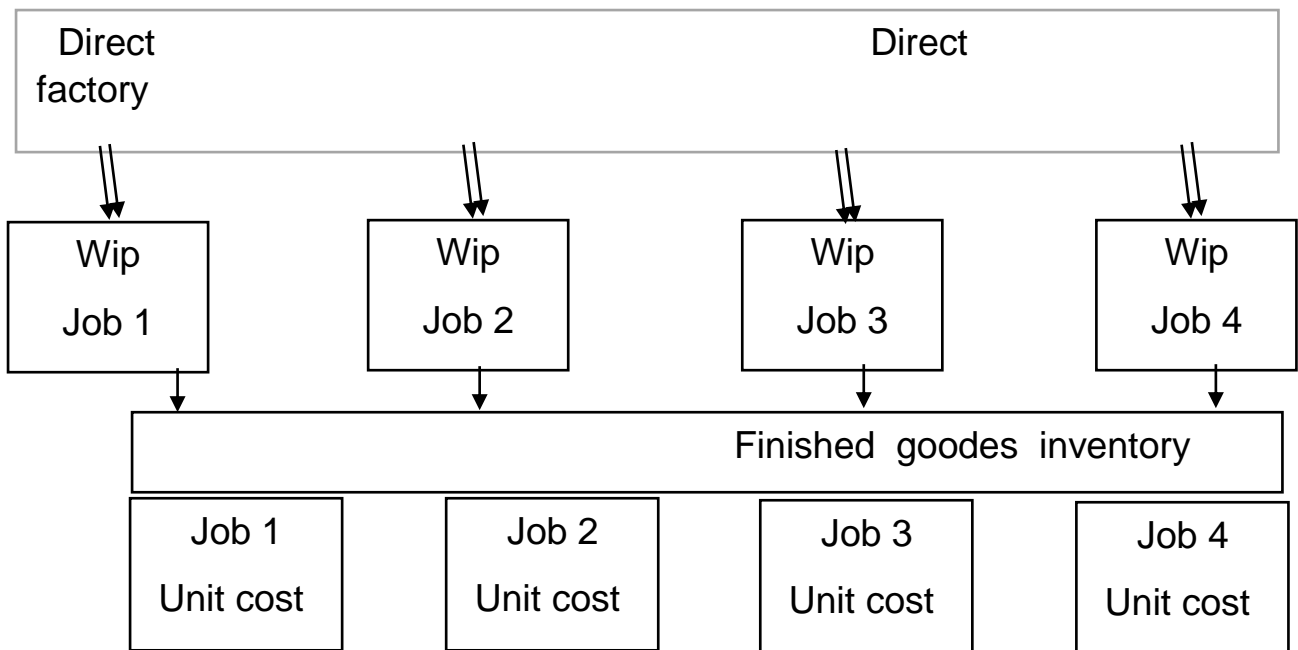 Direct Direct
factory
Wip Wip Wip Wip
Job 1 Job 2 Job 3 Job 4
Finished goodes inventory
Job 1 Job 2 Job 3 Job 4
Unit cost Unit cost Unit cost Unit cost